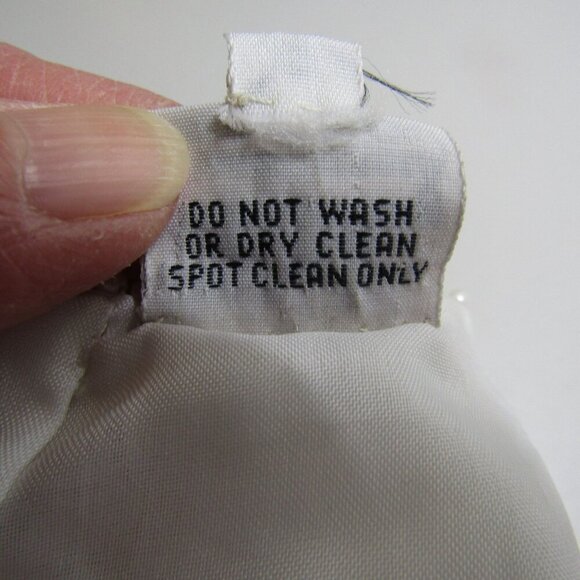 DO NOT WASH
OR DRY CLEAN
SPOT CLEAN ONLY